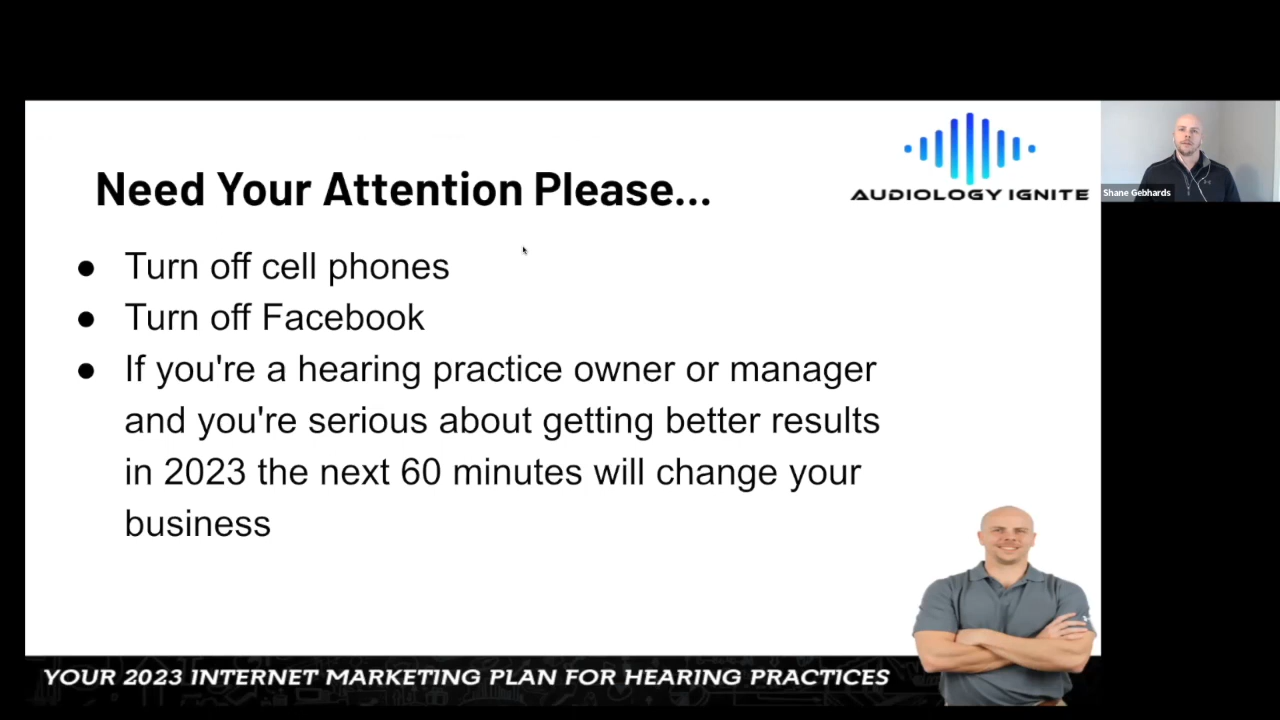 Need Your Attention Please...
AUDIOLOGY IGNITE
Shane Gebhards
● Turn off cell phones
● Turn off Facebook
● If you're a hearing practice owner or manager
and you're serious about getting better results
in 2023 the next 60 minutes will change your
business
YOUR 2023 INTERNET MARKETING PLAN FOR HEARING PRACTICES